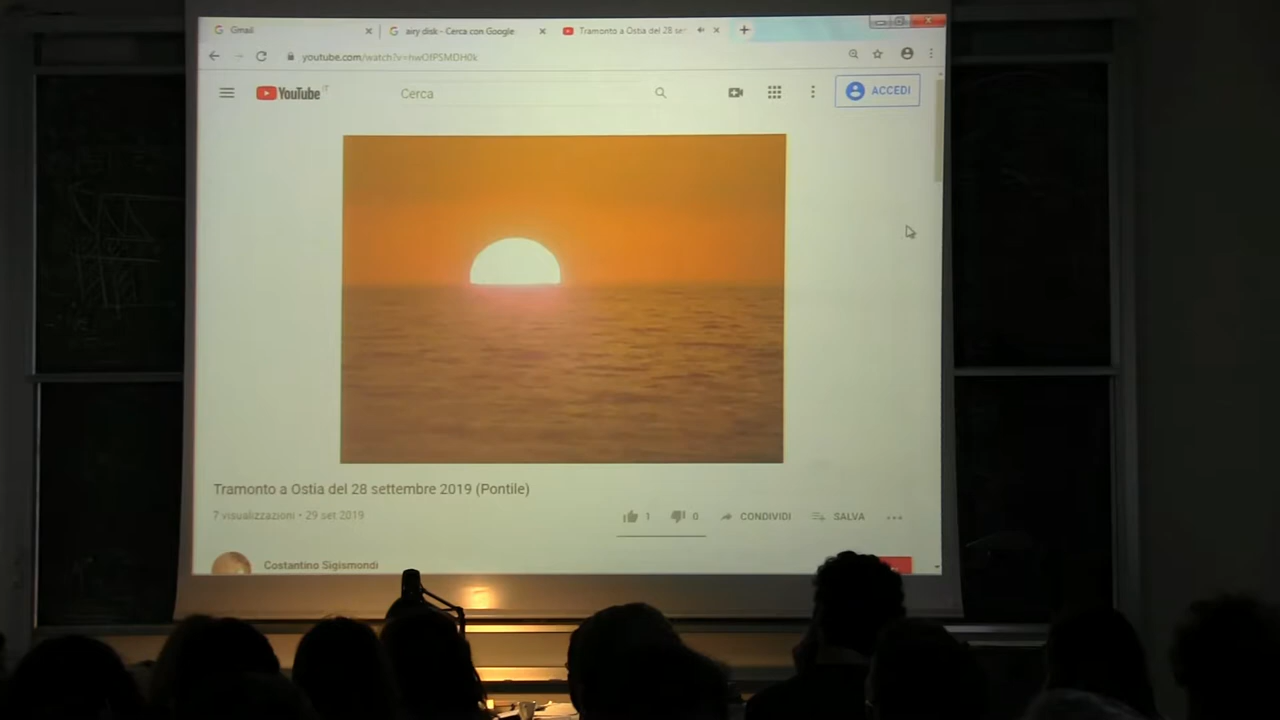 Gmail
airy disk - Cerca con Google
Tramonto a Ostia del 28 se
youtube.com/watch?v=hwOfPSMDH0k
YouTube IT
Cerca
ACCEDI
Tramonto a Ostia del 28 settembre 2019 (Pontile)
7 visualizzazioni • 29 set 2019
1
0
CONDIVIDI
SALVA
Costantino Sigismondi